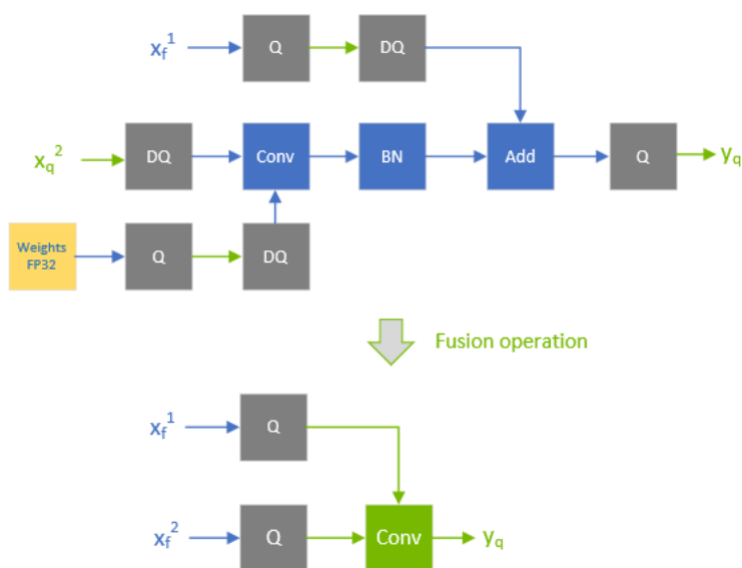 x_f^1
Q
DQ
x_q^2
DQ
Conv
BN
Add
Q
y_q
Weights
FP32
Q
DQ
Fusion operation
x_f^1
Q
x_f^2
Q
Conv
y_q